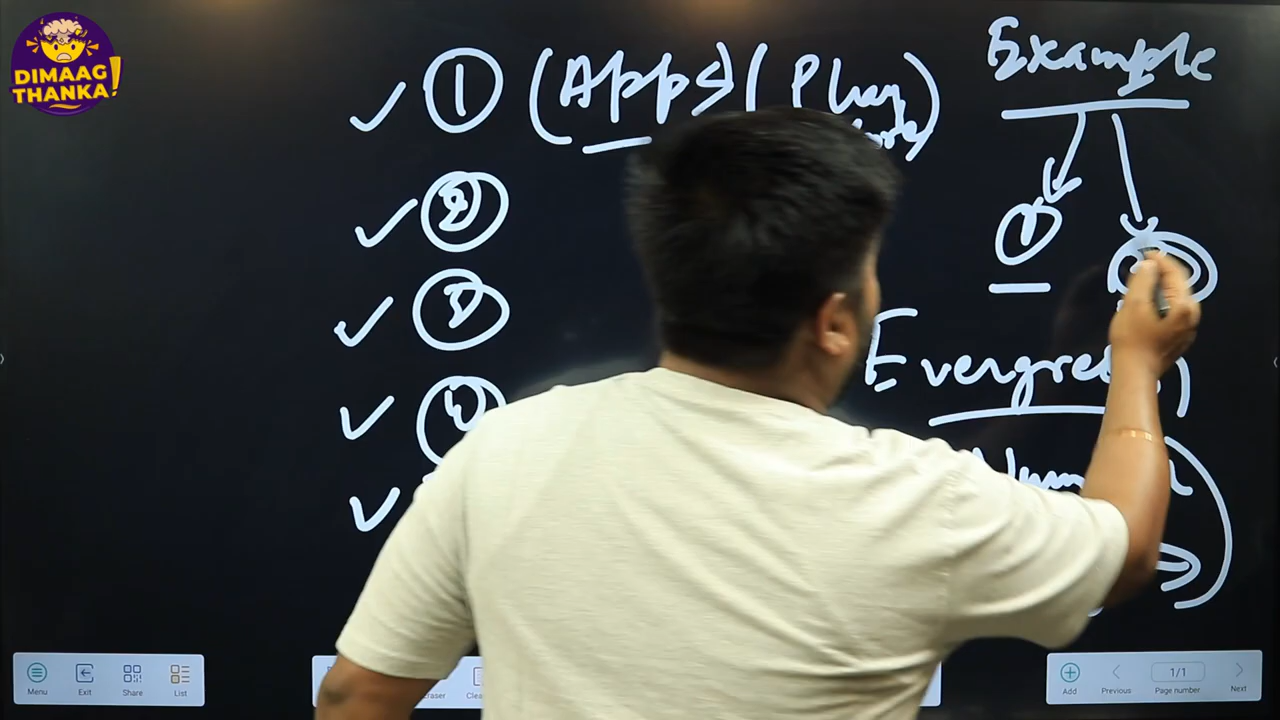 DIMAAG
THANKA!
① (Apps) ( Play
②
③
④
Example
①
Evergreen)
Menu
Exit
Share
List
Add
Previous
1/1
Page number
Next